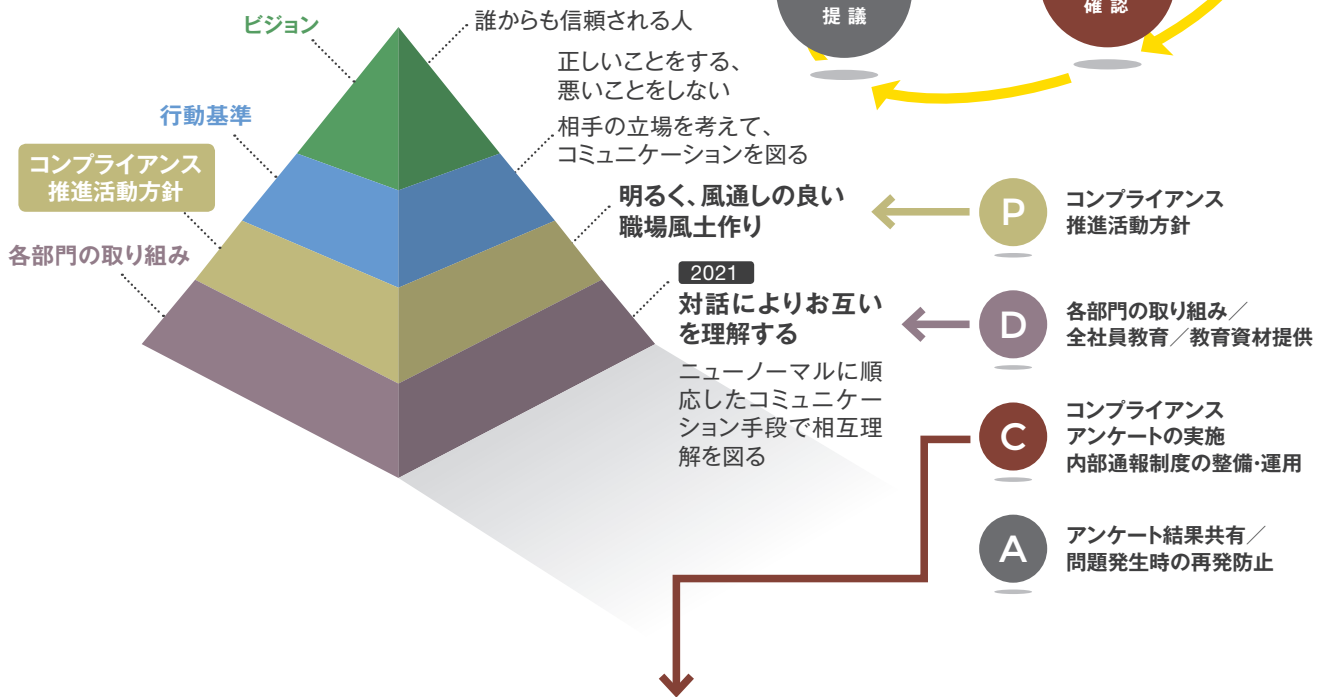 提議
確認
ビジョン
誰からも信頼される人
正しいことをする、
悪いことをしない
行動基準
相手の立場を考えて、
コミュニケーションを図る
コンプライアンス
推進活動方針
明るく、風通しの良い
職場風土作り
各部門の取り組み
2021
対話によりお互い
を理解する
ニューノーマルに順
応したコミュニケー
ション手段で相互理
解を図る
P
コンプライアンス
推進活動方針
D
各部門の取り組み／
全社員教育／教育資材提供
C
コンプライアンス
アンケートの実施
内部通報制度の整備・運用
A
アンケート結果共有／
問題発生時の再発防止